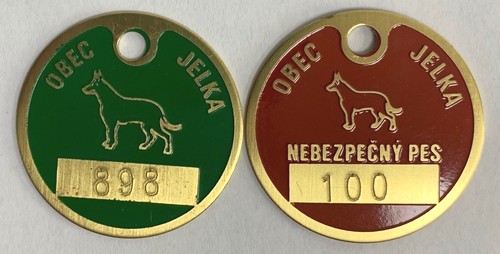 OBEC JELKA
898
OBEC JELKA
NEBEZPEČNÝ PES
100